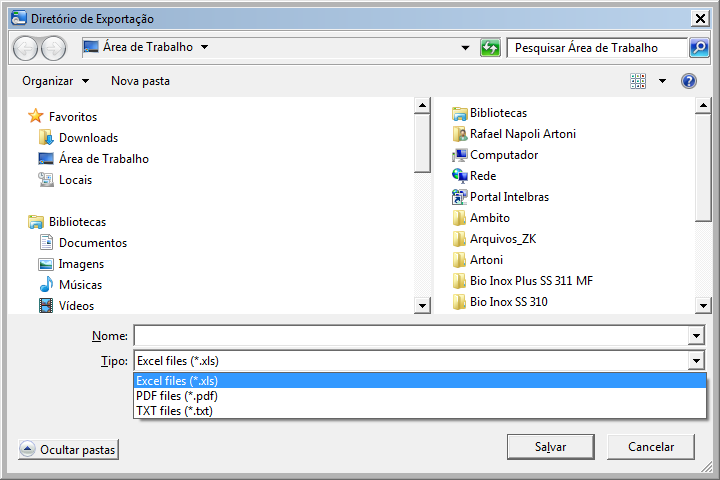 Diretório de Exportação
Área de Trabalho
Pesquisar Área de Trabalho
Organizar
Nova pasta
Favoritos
Downloads
Área de Trabalho
Locais
Bibliotecas
Documentos
Imagens
Músicas
Vídeos
Bibliotecas
Rafael Napoli Artoni
Computador
Rede
Portal Intelbras
Ambito
Arquivos_ZK
Artoni
Bio Inox Plus SS 311 MF
Bio Inox SS 310
Nome:
Tipo: Excel files (*.xls)
Excel files (*.xls)
PDF files (*.pdf)
TXT files (*.txt)
Ocultar pastas
Salvar
Cancelar